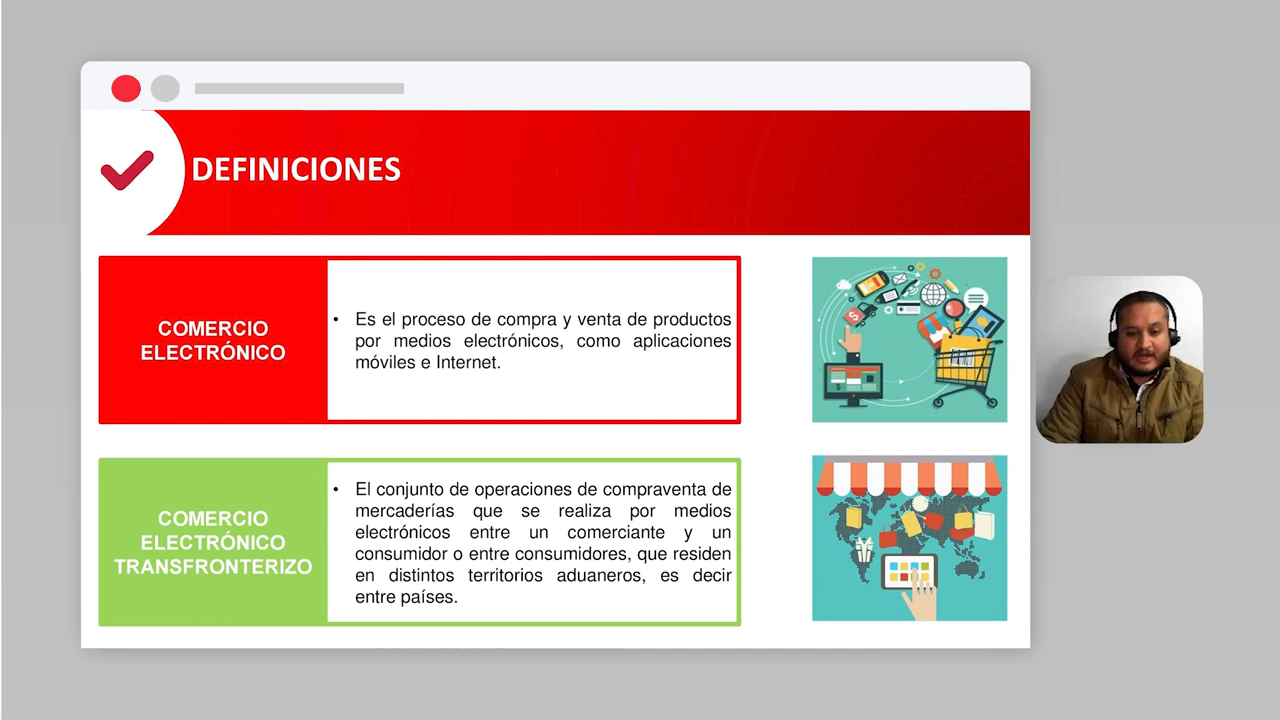 DEFINICIONES
COMERCIO
ELECTRÓNICO
• Es el proceso de compra y venta de productos
por medios electrónicos, como aplicaciones
móviles e Internet.
COMERCIO
ELECTRÓNICO
TRANSFRONTERIZO
• El conjunto de operaciones de compraventa de
mercaderías que se realiza por medios
electrónicos entre un comerciante y un
consumidor o entre consumidores, que residen
en distintos territorios aduaneros, es decir
entre países.